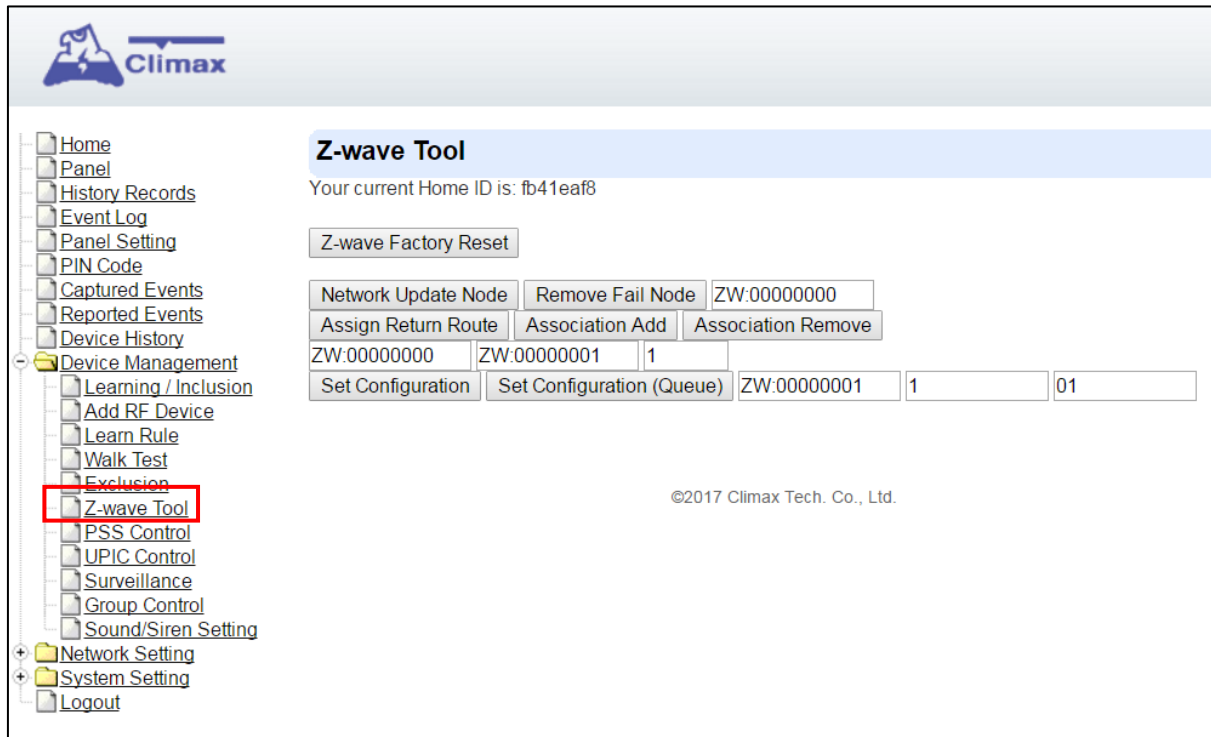 Climax
Home
Panel
History Records
Event Log
Panel Setting
PIN Code
Captured Events
Reported Events
Device History
Device Management
Learning / Inclusion
Add RF Device
Learn Rule
Walk Test
Exclusion
Z-wave Tool
PSS Control
UPIC Control
Surveillance
Group Control
Sound/Siren Setting
Network Setting
System Setting
Logout
Z-wave Tool
Your current Home ID is: fb41eaf8
Z-wave Factory Reset
Network Update Node Remove Fail Node ZW:00000000
Assign Return Route Association Add Association Remove
ZW:00000000 ZW:00000001 1
Set Configuration Set Configuration (Queue) ZW:00000001 1 01
©2017 Climax Tech. Co., Ltd.